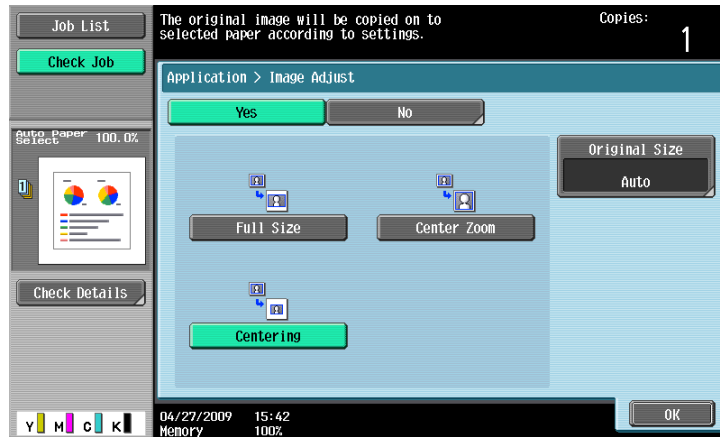 Job List
Check Job
The original image will be copied on to
selected paper according to settings.
Copies:
1
Application > Image Adjust
Yes
No
Auto Paper
Select
100.0%
1
Original Size
Auto
Full Size
Center Zoom
Check Details
Centering
04/27/2009 15:42
Memory 100%
OK
Y M C K